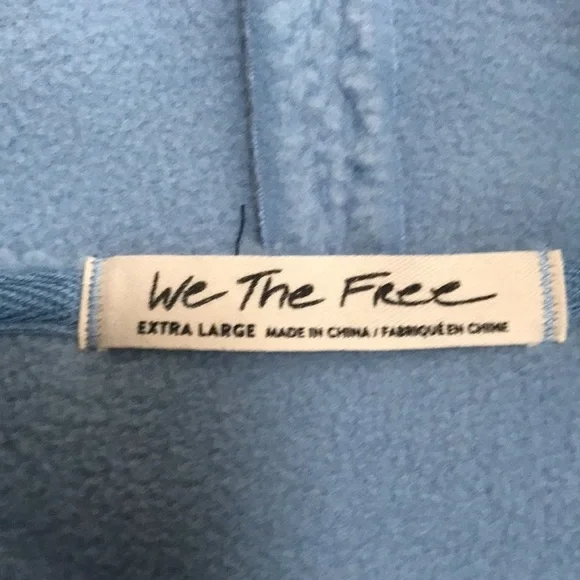 We The Free
EXTRA LARGE MADE IN CHINA / FABRIQUÉ EN CHINE